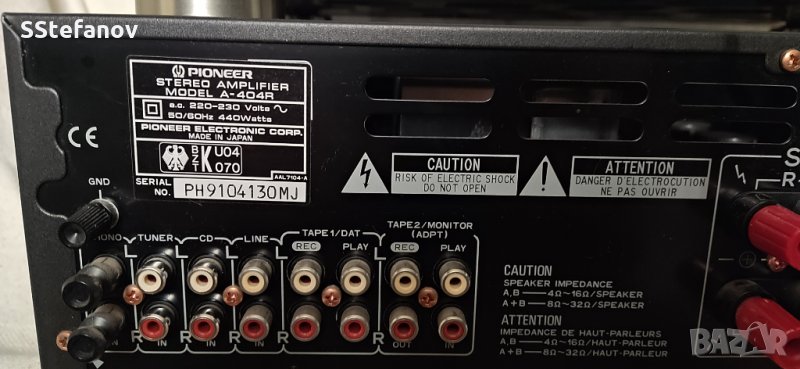 SStefanov
PIONEER
STEREO AMPLIFIER
MODEL A-404R
a.c. 220-230 Volts ~
50/60Hz 440Watts
PIONEER ELECTRONIC CORP.
MADE IN JAPAN
BZT K U04 070
AAL7104-A
SERIAL NO. PH9104130MJ
CE
GND
CAUTION
RISK OF ELECTRIC SHOCK
DO NOT OPEN
ATTENTION
DANGER D'ELECTROCUTION
NE PAS OUVRIR
TUNER
CD
LINE
TAPE1/DAT
REC
PLAY
TAPE2/MONITOR
(ADPT)
REC
PLAY
L
L
L
L
R
R
R
R
IN
IN
OUT
IN
CAUTION
SPEAKER IMPEDANCE
A,B — 4Ω~16Ω/SPEAKER
A+B — 8Ω~32Ω/SPEAKER
ATTENTION
IMPEDANCE DE HAUT-PARLEURS
A,B — 4Ω~16Ω/HAUT-PARLEUR
A+B — 8Ω~32Ω/HAUT-PARLEUR
R
BAZAR